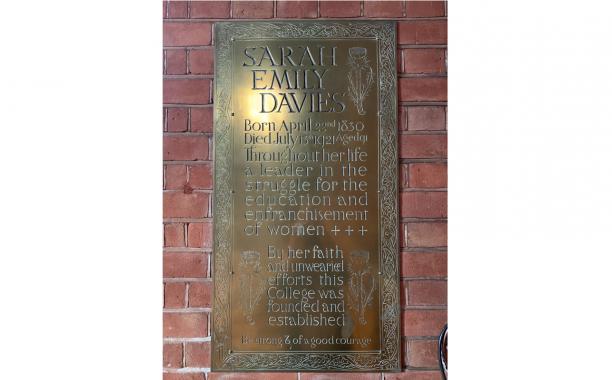 SARAH
EMILY
DAVIES
Born April 22nd 1830
Died July 13th 1921 Aged 91
Throughout her life
a leader in the
struggle for the
education and
enfranchisement
of women + + +
By her faith
and unwearied
efforts this
College was
founded and
established
Be strong & of a good courage